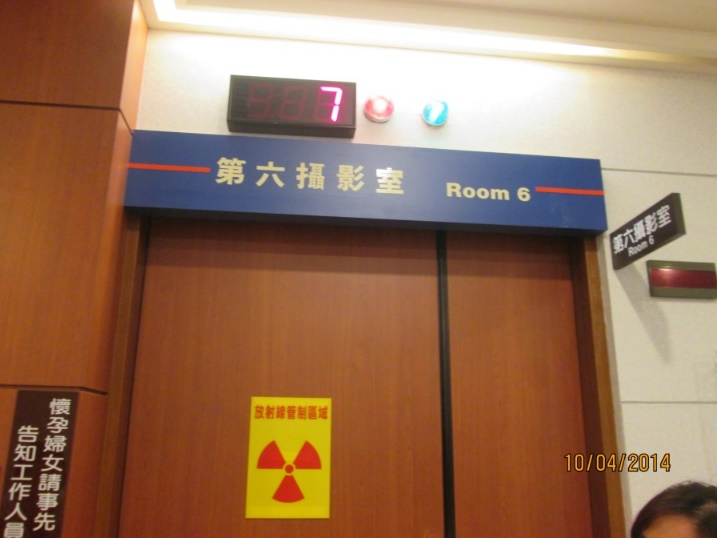 7
第六攝影室 Room 6
第六攝影室
Room 6
放射線管制區域
懷孕婦女請事先
告知工作人員
10/04/2014